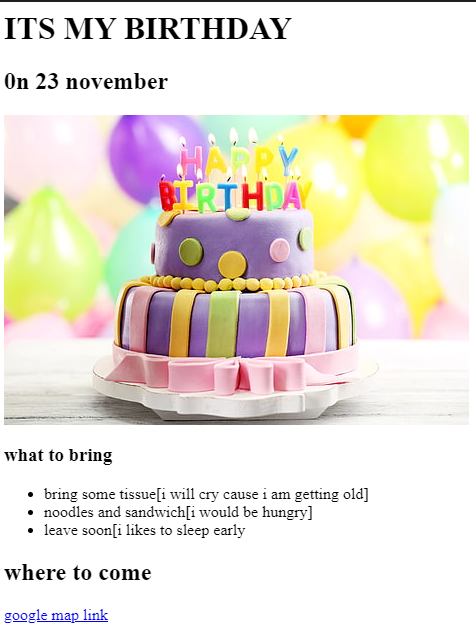 ITS MY BIRTHDAY
0n 23 november
HAPPY
BIRTHDAY
what to bring
bring some tissue[i will cry cause i am getting old]
noodles and sandwich[i would be hungry]
leave soon[i likes to sleep early
where to come
google map link